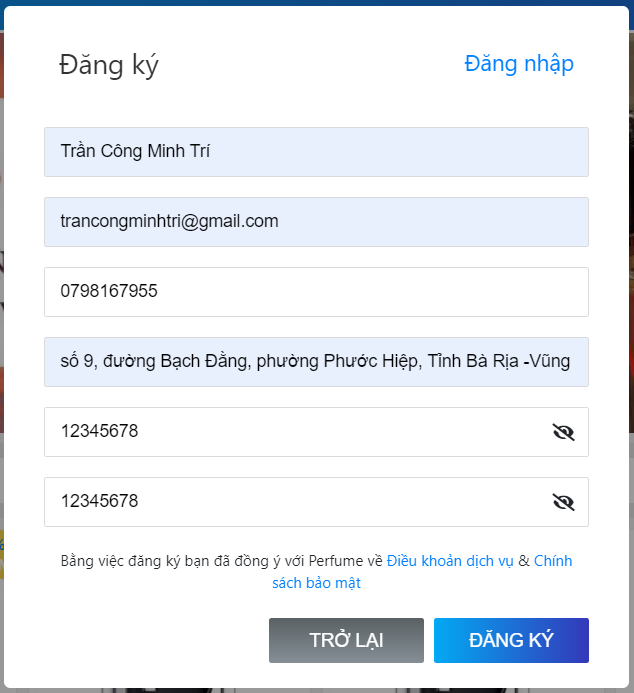 Đăng ký
Đăng nhập
Trần Công Minh Trí
trancongminhtri@gmail.com
0798167955
số 9, đường Bạch Đằng, phường Phước Hiệp, Tỉnh Bà Rịa -Vũng
12345678
12345678
Bằng việc đăng ký bạn đã đồng ý với Perfume về Điều khoản dịch vụ & Chính
sách bảo mật
TRỞ LẠI
ĐĂNG KÝ